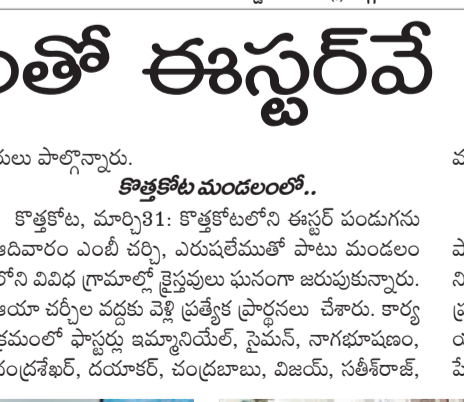 ంతో ఈస్టర్‌వే
రులు పాల్గొన్నారు.
కొత్తకోట మండలంలో..
కొత్తకోట, మార్చి31: కొత్తకోటలోని ఈస్టర్ పండుగను
ఆదివారం ఎంబీ చర్చి, ఎరుషలేముతో పాటు మండలం
లోని వివిధ గ్రామాల్లో క్రైస్తవులు ఘనంగా జరుపుకున్నారు.
ఆయా చర్చీల వద్దకు వెళ్లి ప్రత్యేక ప్రార్థనలు చేశారు. కార్య
క్రమంలో ఫాస్టర్లు ఇమ్మానియేల్, సైమన్, నాగభూషణం,
చంద్రశేఖర్, దయాకర్, చంద్రబాబు, విజయ్, సతీశ్‌రాజ్,